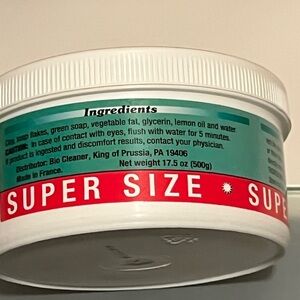 Ingredients
Clay, soap flakes, green soap, vegetable fat, glycerin, lemon oil and water
CAUTION: In case of contact with eyes, flush with water for 5 minutes.
If product is ingested and discomfort results, contact your physician.
Distributor: Bio Cleaner, King of Prussia, PA 19406
Made in France. Net weight 17.5 oz (500g)
SUPER SIZE * SUPE